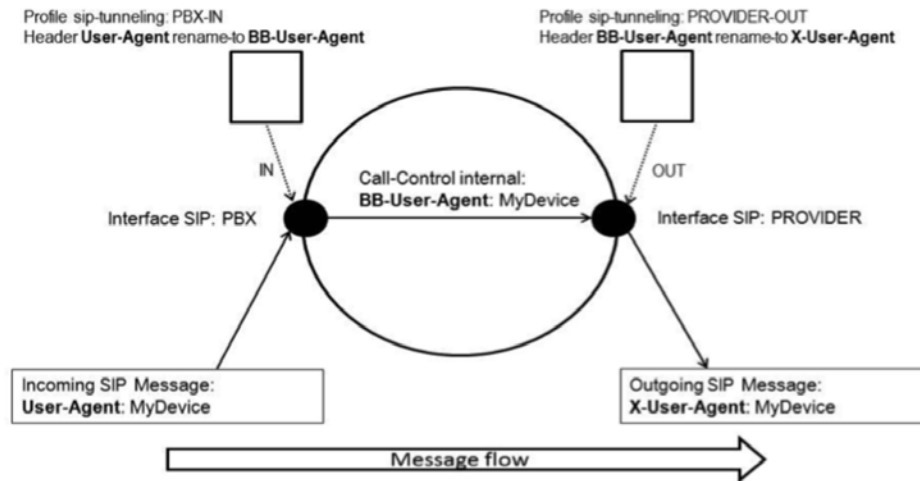 Profile sip-tunneling: PBX-IN
Header User-Agent rename-to BB-User-Agent
Profile sip-tunneling: PROVIDER-OUT
Header BB-User-Agent rename-to X-User-Agent
IN
OUT
Call-Control internal:
BB-User-Agent: MyDevice
Interface SIP: PBX
Interface SIP: PROVIDER
Incoming SIP Message:
User-Agent: MyDevice
Outgoing SIP Message:
X-User-Agent: MyDevice
Message flow